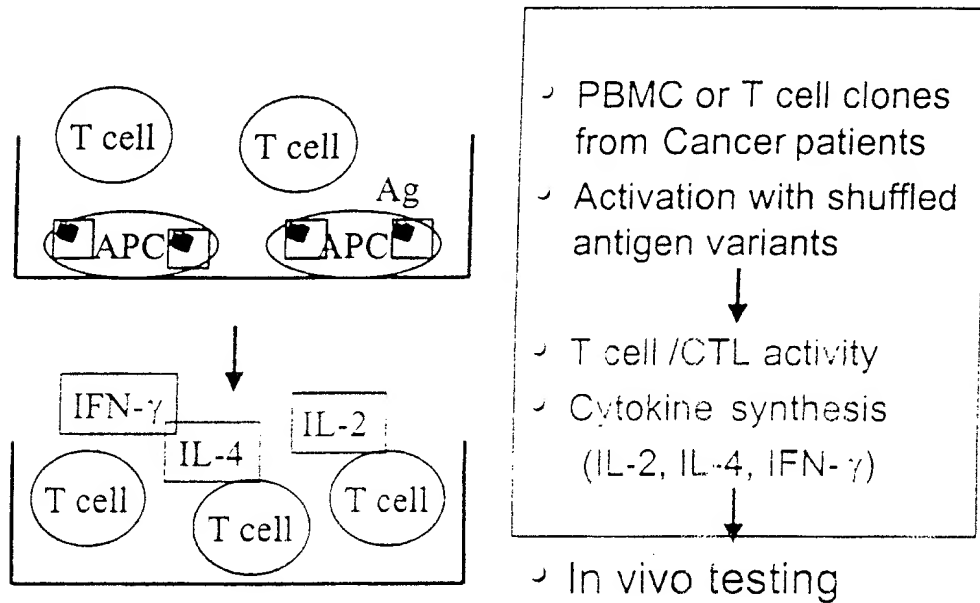 T cell
T cell
Ag
APC
APC
IFN-γ
IL-4
IL-2
T cell
T cell
T cell
PBMC or T cell clones
from Cancer patients
Activation with shuffled
antigen variants
T cell /CTL activity
Cytokine synthesis
(IL-2, IL-4, IFN- γ)
In vivo testing